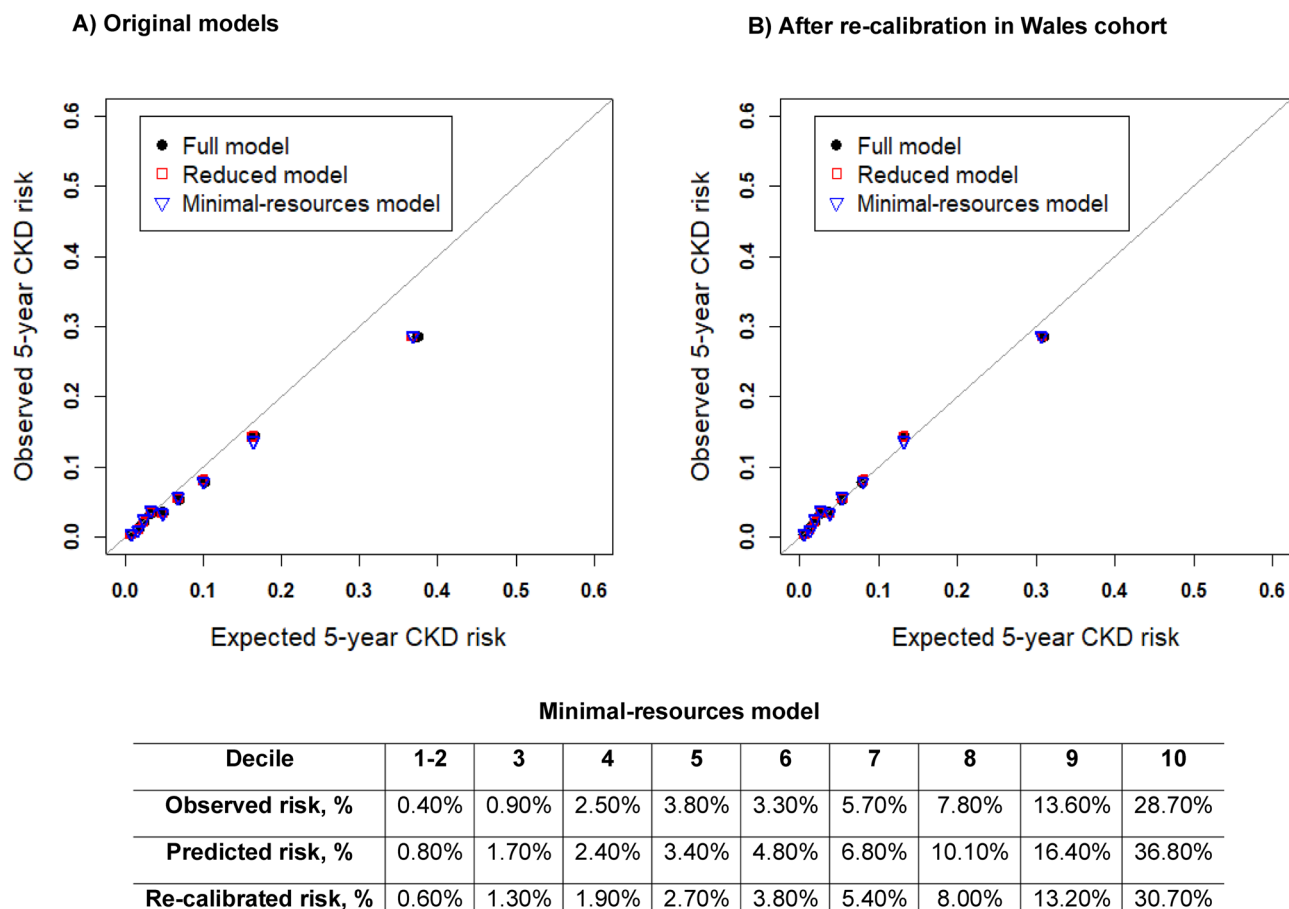 A) Original models
B) After re-calibration in Wales cohort
Observed 5-year CKD risk
0.6
0.5
0.4
0.3
0.2
0.1
0.0
Full model
Reduced model
Minimal-resources model
0.0 0.1 0.2 0.3 0.4 0.5 0.6
Expected 5-year CKD risk
Observed 5-year CKD risk
0.6
0.5
0.4
0.3
0.2
0.1
0.0
Full model
Reduced model
Minimal-resources model
0.0 0.1 0.2 0.3 0.4 0.5 0.6
Expected 5-year CKD risk
Minimal-resources model
Decile 1-2 3 4 5 6 7 8 9 10
Observed risk, % 0.40% 0.90% 2.50% 3.80% 3.30% 5.70% 7.80% 13.60% 28.70%
Predicted risk, % 0.80% 1.70% 2.40% 3.40% 4.80% 6.80% 10.10% 16.40% 36.80%
Re-calibrated risk, % 0.60% 1.30% 1.90% 2.70% 3.80% 5.40% 8.00% 13.20% 30.70%